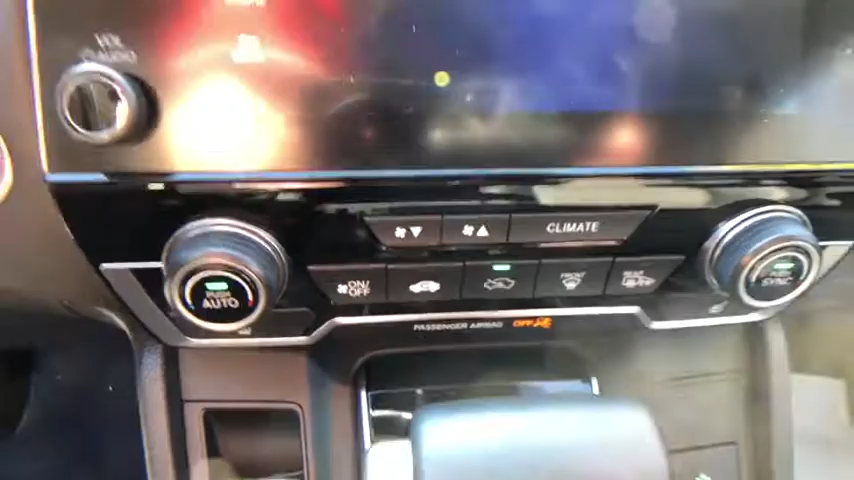 VOL
AUDIO
CLIMATE
PUSH
AUTO
ON/
OFF
FRONT
REAR
PUSH
SYNC
PASSENGER AIRBAG OFF